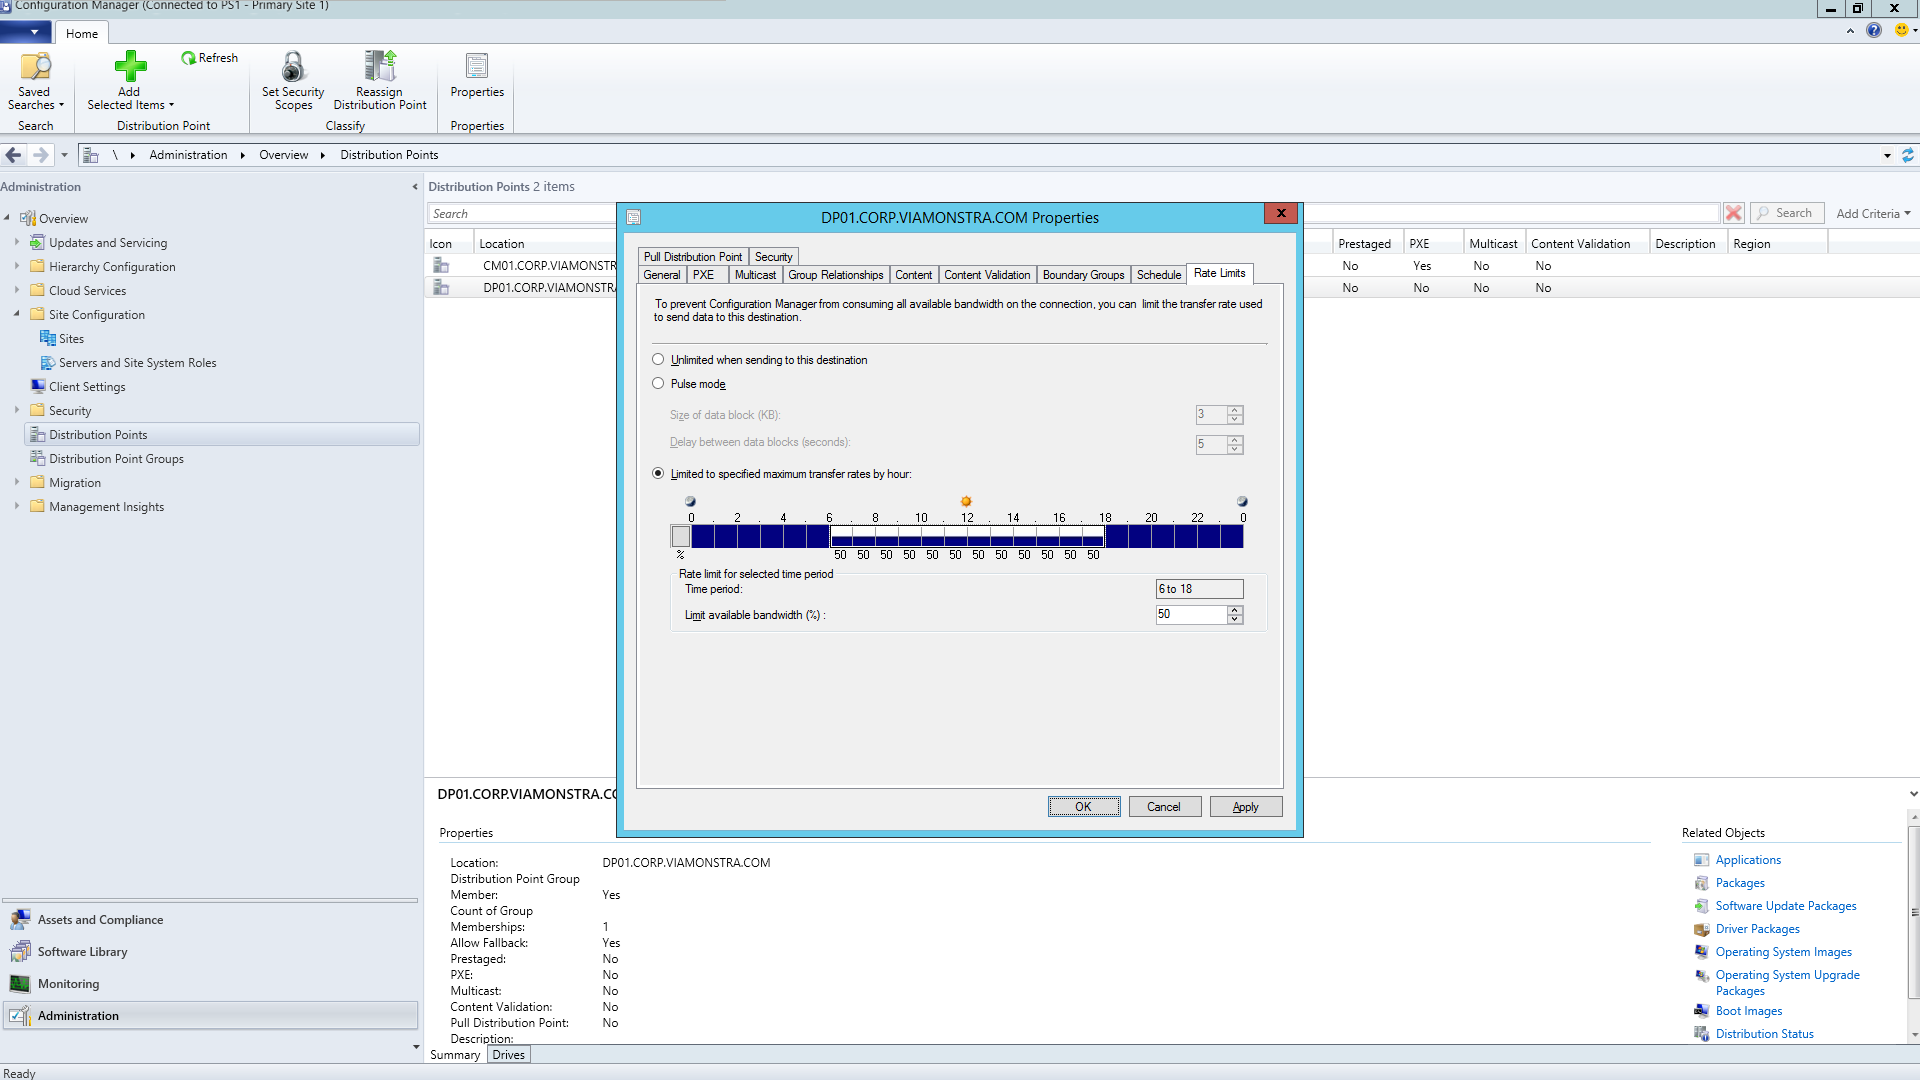 Configuration Manager (Connected to PS1 - Primary Site 1)
Home
Saved Searches
Search
Add Selected Items
Refresh
Distribution Point
Set Security Scopes
Reassign Distribution Point
Classify
Properties
Properties
\ Administration Overview Distribution Points
Administration
Overview
Updates and Servicing
Hierarchy Configuration
Cloud Services
Site Configuration
Sites
Servers and Site System Roles
Client Settings
Security
Distribution Points
Distribution Point Groups
Migration
Management Insights
Assets and Compliance
Software Library
Monitoring
Administration
Distribution Points 2 items
Search
Search
Add Criteria
Icon Location Prestaged PXE Multicast Content Validation Description Region
CM01.CORP.VIAMONSTR No Yes No No
DP01.CORP.VIAMONSTRA No No No No
DP01.CORP.VIAMONSTRA.COM Properties
x
Pull Distribution Point Security
General PXE Multicast Group Relationships Content Content Validation Boundary Groups Schedule Rate Limits
To prevent Configuration Manager from consuming all available bandwidth on the connection, you can limit the transfer rate used
to send data to this destination.
Unlimited when sending to this destination
Pulse mode
Size of data block (KB): 3
Delay between data blocks (seconds): 5
Limited to specified maximum transfer rates by hour:
0 . 2 . 4 . 6 . 8 . 10 . 12 . 14 . 16 . 18 . 20 . 22 . 0
% 50 50 50 50 50 50 50 50 50 50 50 50
Rate limit for selected time period
Time period: 6 to 18
Limit available bandwidth (%) : 50
OK Cancel Apply
DP01.CORP.VIAMONSTRA.CO
Properties
Location: DP01.CORP.VIAMONSTRA.COM
Distribution Point Group
Member: Yes
Count of Group
Memberships: 1
Allow Fallback: Yes
Prestaged: No
PXE: No
Multicast: No
Content Validation: No
Pull Distribution Point: No
Description:
Related Objects
Applications
Packages
Software Update Packages
Driver Packages
Operating System Images
Operating System Upgrade
Packages
Boot Images
Distribution Status
Summary Drives
Ready